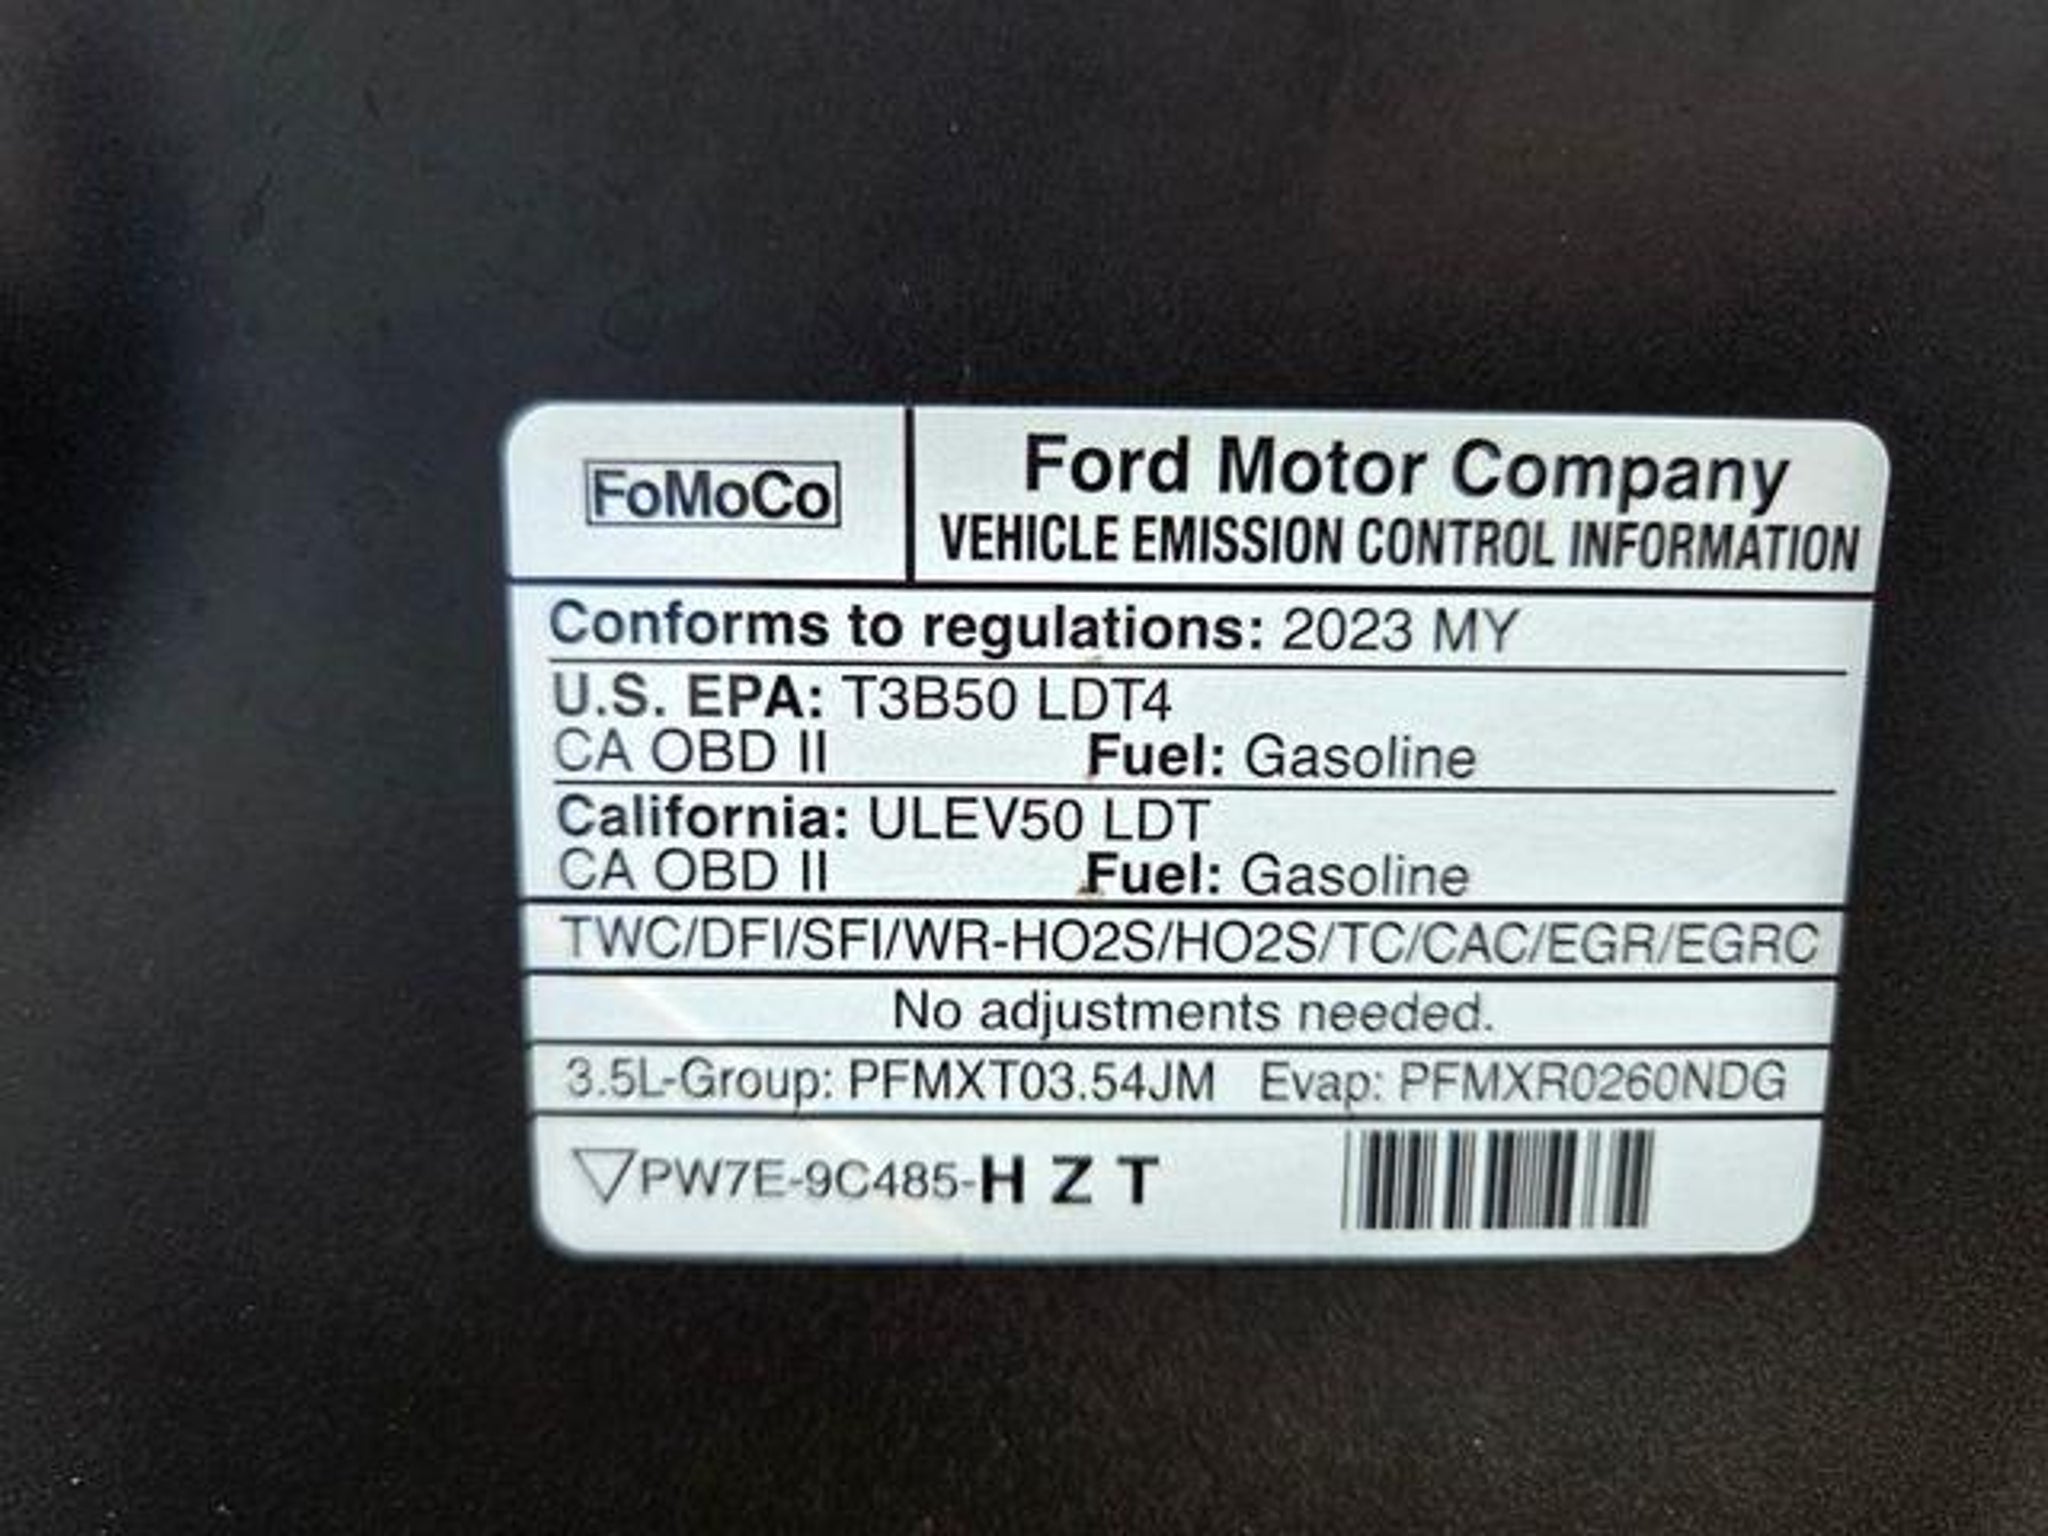 FoMoCo
Ford Motor Company
VEHICLE EMISSION CONTROL INFORMATION
Conforms to regulations: 2023 MY
U.S. EPA: T3B50 LDT4
CA OBD II Fuel: Gasoline
California: ULEV50 LDT
CA OBD II Fuel: Gasoline
TWC/DFI/SFI/WR-HO2S/HO2S/TC/CAC/EGR/EGRC
No adjustments needed.
3.5L-Group: PFMXT03.54JM Evap: PFMXR0260NDG
PW7E-9C485-H Z T